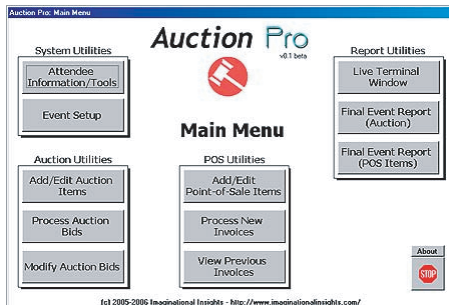 Auction Pro: Main Menu
Auction Pro
v0.1 beta
System Utilities
Attendee
Information/Tools
Event Setup
Report Utilities
Live Terminal
Window
Final Event Report
(Auction)
Final Event Report
(POS Items)
Main Menu
Auction Utilities
Add/Edit Auction
Items
Process Auction
Bids
Modify Auction Bids
POS Utilities
Add/Edit
Point-of-Sale Items
Process New
Invoices
View Previous
Invoices
About
STOP
(c) 2005-2006 Imaginational Insights - http://www.imaginationalinsights.com/